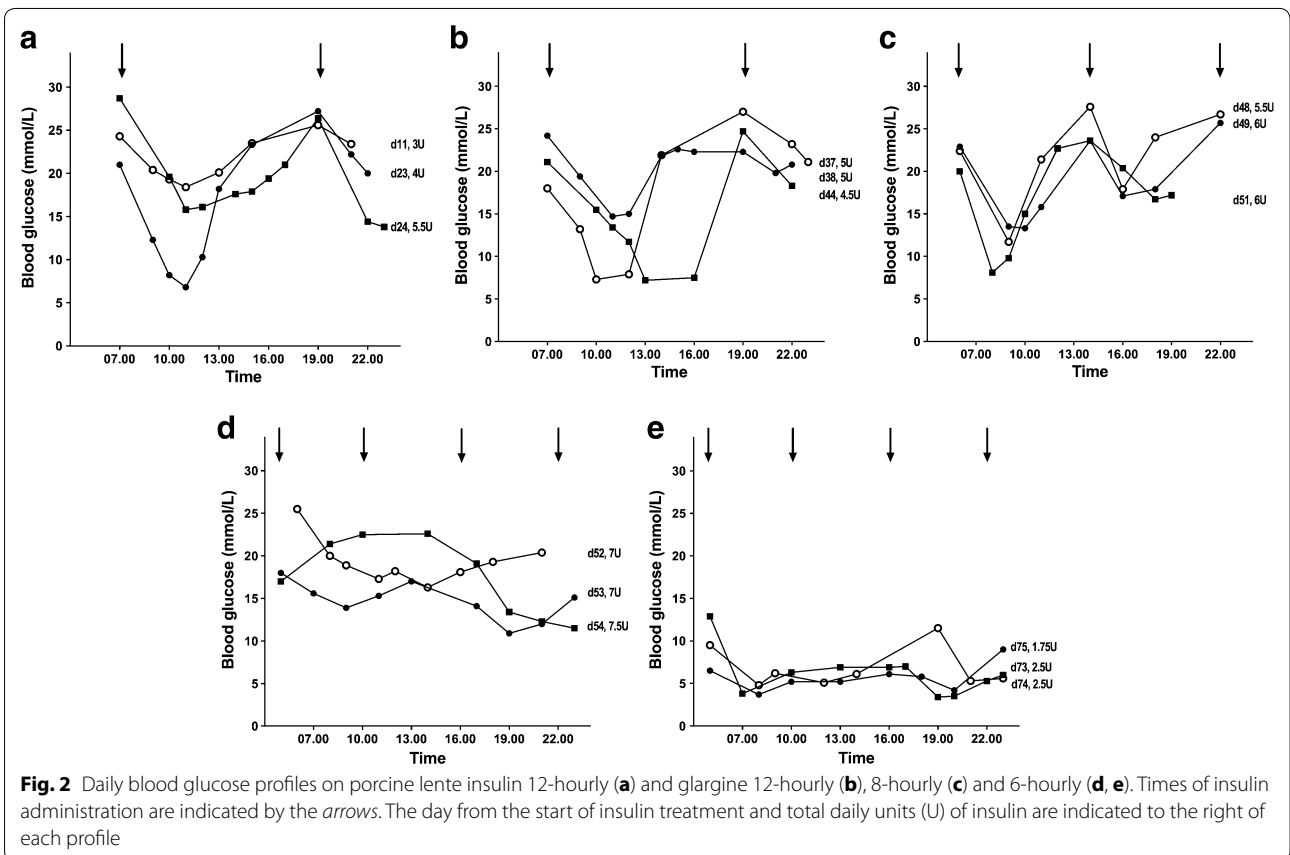 a
Blood glucose (mmol/L)
30
25
20
15
10
5
0
07.00 10.00 13.00 16.00 19.00 22.00
Time
d11, 3U
d23, 4U
d24, 5.5U
b
Blood glucose (mmol/L)
30
25
20
15
10
5
0
07.00 10.00 13.00 16.00 19.00 22.00
Time
d37, 5U
d38, 5U
d44, 4.5U
c
Blood glucose (mmol/L)
30
25
20
15
10
5
0
07.00 10.00 13.00 16.00 19.00 22.00
Time
d48, 5.5U
d49, 6U
d51, 6U
d
Blood glucose (mmol/L)
30
25
20
15
10
5
0
07.00 10.00 13.00 16.00 19.00 22.00
Time
d52, 7U
d53, 7U
d54, 7.5U
e
Blood glucose (mmol/L)
30
25
20
15
10
5
0
07.00 10.00 13.00 16.00 19.00 22.00
Time
d75, 1.75U
d73, 2.5U
d74, 2.5U
Fig. 2 Daily blood glucose profiles on porcine lente insulin 12-hourly (a) and glargine 12-hourly (b), 8-hourly (c) and 6-hourly (d, e). Times of insulin
administration are indicated by the arrows. The day from the start of insulin treatment and total daily units (U) of insulin are indicated to the right of
each profile